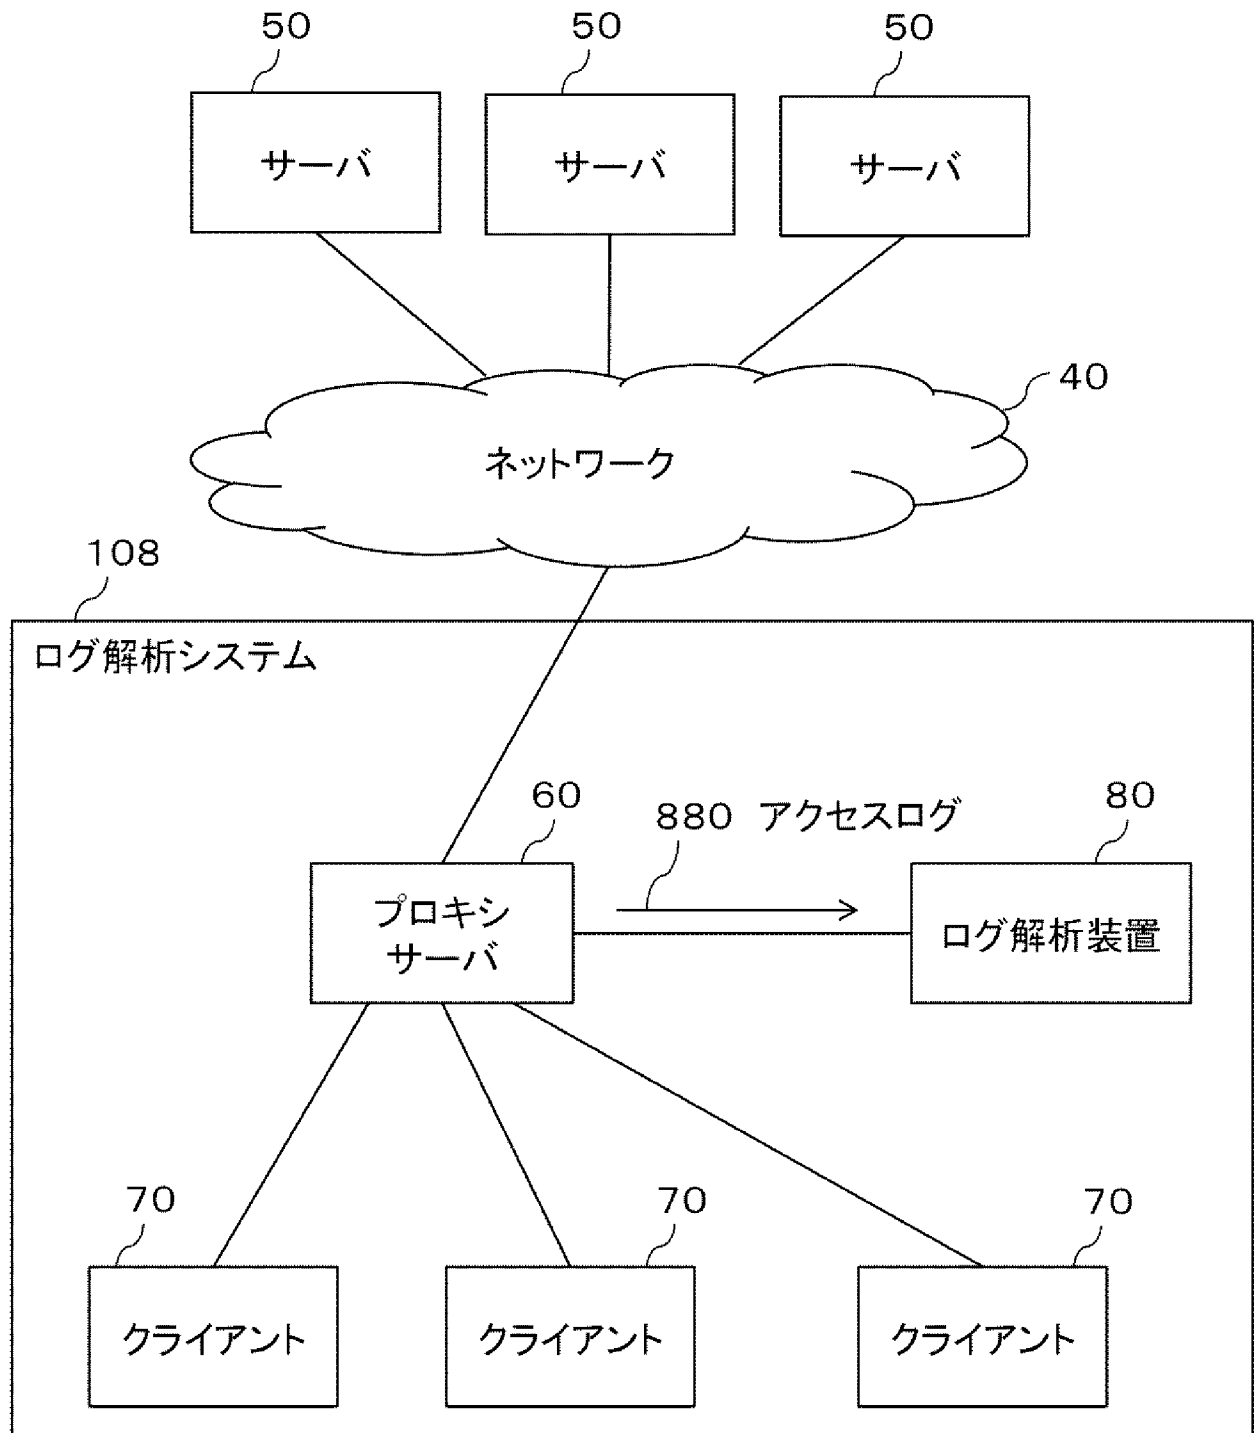 50 50 50
サーバ サーバ サーバ
40
ネットワーク
108
ログ解析システム
60 880 アクセスログ 80
プロキシ
サーバ
ログ解析装置
70 70 70
クライアント クライアント クライアント